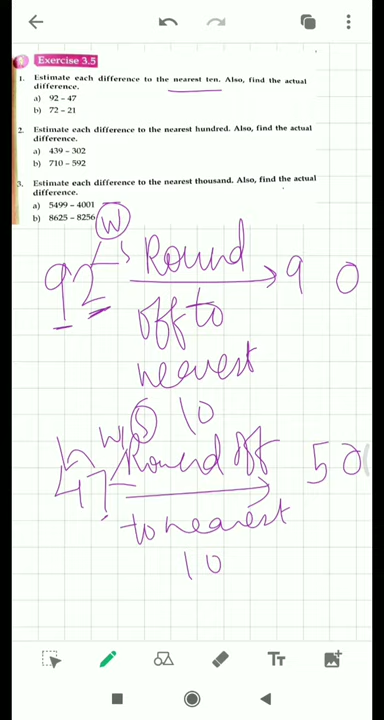 Exercise 3.5
1. Estimate each difference to the nearest ten. Also, find the actual
difference.
a) 92 – 47
b) 72 – 21
2. Estimate each difference to the nearest hundred. Also, find the actual
difference.
a) 439 – 302
b) 710 – 592
3. Estimate each difference to the nearest thousand. Also, find the actual
difference.
a) 5499 – 4001
b) 8625 – 8256
92 Round 90
off to
nearest
10
47 Round off 50
to nearest
10
TT